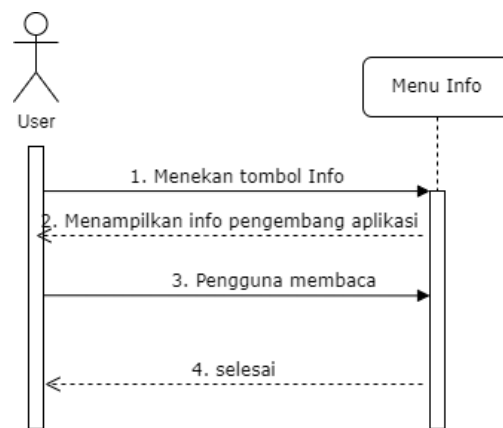 Menu Info
User
1. Menekan tombol Info
2. Menampilkan info pengembang aplikasi
3. Pengguna membaca
4. selesai